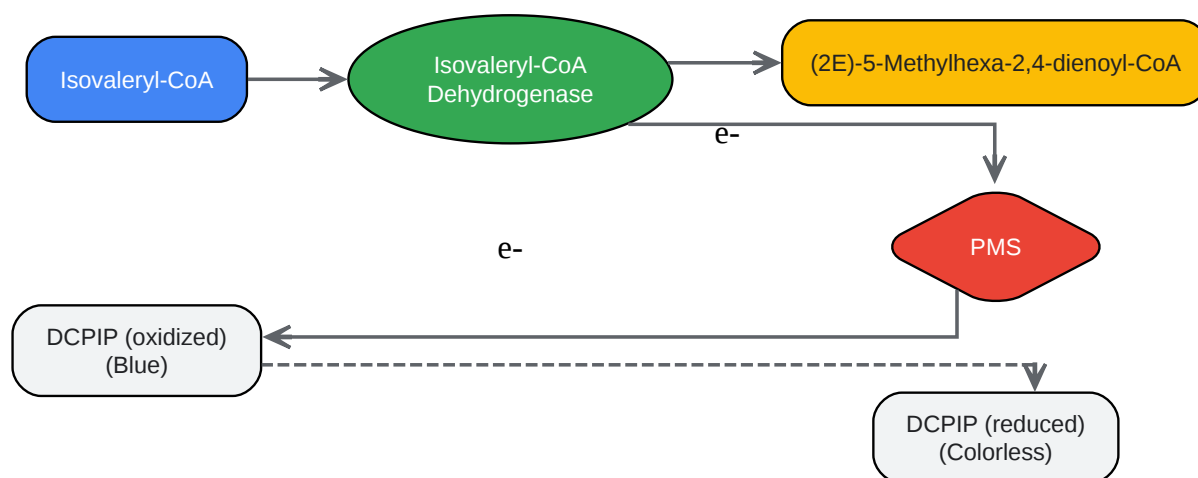 Isovaleryl-CoA
Isovaleryl-CoA
Dehydrogenase
(2E)-5-Methylhexa-2,4-dienoyl-CoA
e-
PMS
e-
DCPIP (oxidized)
(Blue)
DCPIP (reduced)
(Colorless)